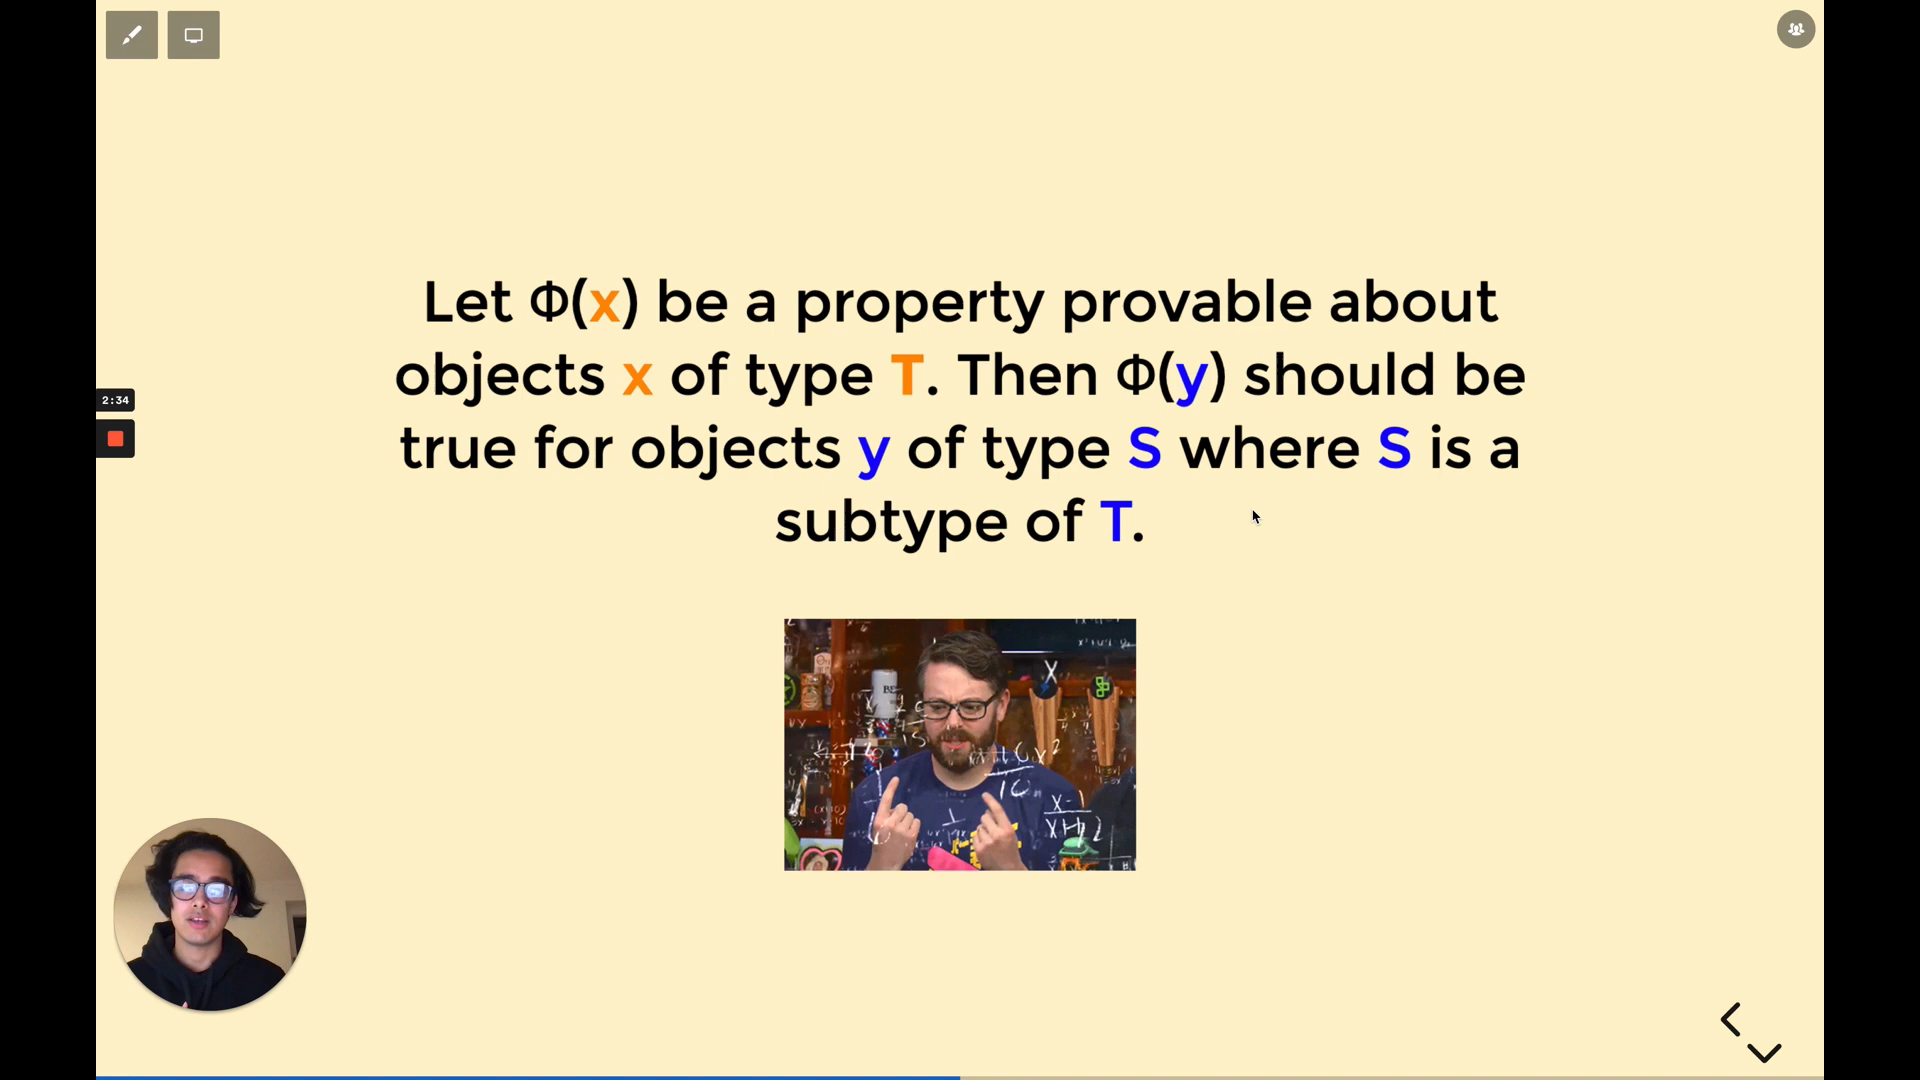 Let Φ(x) be a property provable about
objects x of type T. Then Φ(y) should be
true for objects y of type S where S is a
subtype of T.
2:34